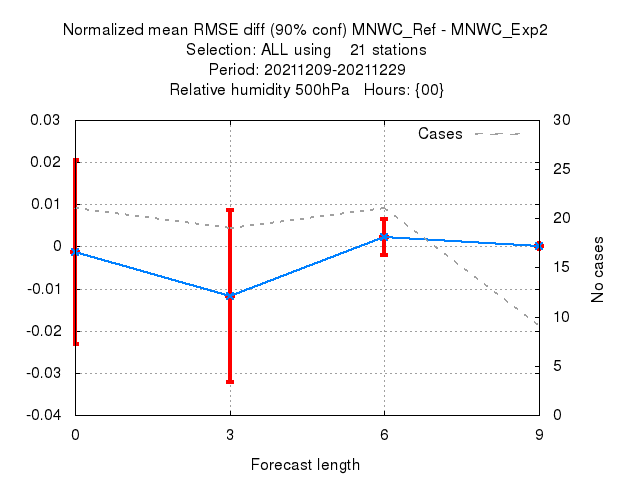 Normalized mean RMSE diff (90% conf) MNWC_Ref - MNWC_Exp2
Selection: ALL using    21 stations
Period: 20211209-20211229
Relative humidity 500hPa   Hours: {00}
Cases
0.03
0.02
0.01
0
-0.01
-0.02
-0.03
-0.04
30
25
20
15
10
5
0
No cases
0 3 6 9
Forecast length